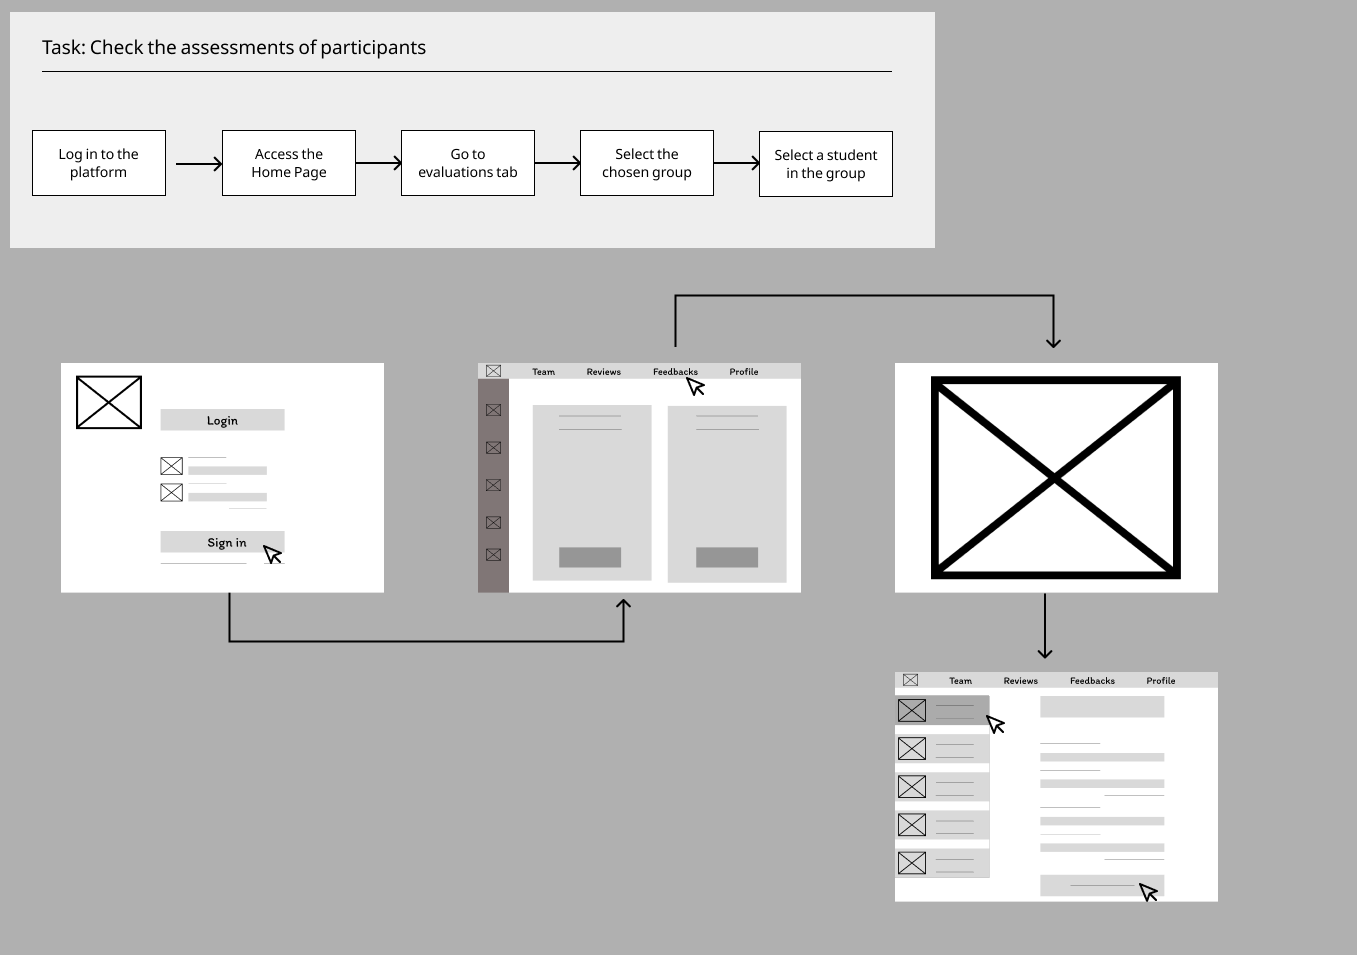 Task: Check the assessments of participants
Log in to the
platform
Access the
Home Page
Go to
evaluations tab
Select the
chosen group
Select a student
in the group
Login
Sign in
Team Reviews Feedbacks Profile
Team Reviews Feedbacks Profile